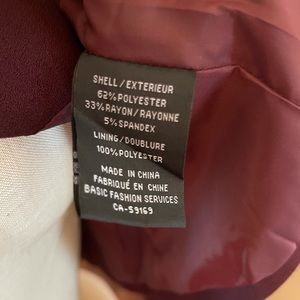 SHELL/EXTERIEUR
62% POLYESTER
33% RAYON/RAYONNE
5% SPANDEX
LINING/DOUBLURE
100% POLYESTER
MADE IN CHINA
FABRIQUÉ EN CHINE
BASIC FASHION SERVICES
CA-59169